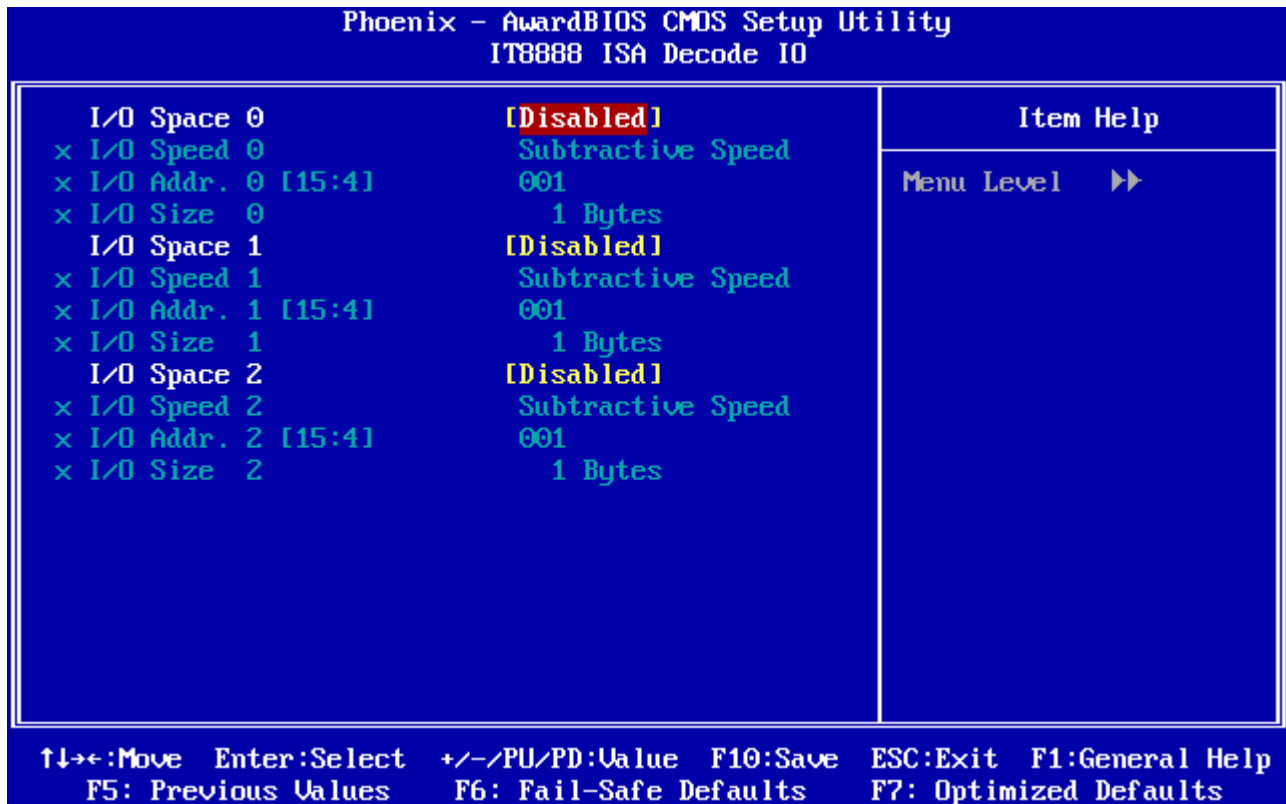 Phoenix - AwardBIOS CMOS Setup Utility
IT8888 ISA Decode IO
I/O Space 0 [Disabled]
x I/O Speed 0 Subtractive Speed
x I/O Addr. 0 [15:4] 001
x I/O Size 0 1 Bytes
I/O Space 1 [Disabled]
x I/O Speed 1 Subtractive Speed
x I/O Addr. 1 [15:4] 001
x I/O Size 1 1 Bytes
I/O Space 2 [Disabled]
x I/O Speed 2 Subtractive Speed
x I/O Addr. 2 [15:4] 001
x I/O Size 2 1 Bytes
Item Help
Menu Level ►►
↑↓→←:Move Enter:Select +/-/PU/PD:Value F10:Save ESC:Exit F1:General Help
F5: Previous Values F6: Fail-Safe Defaults F7: Optimized Defaults